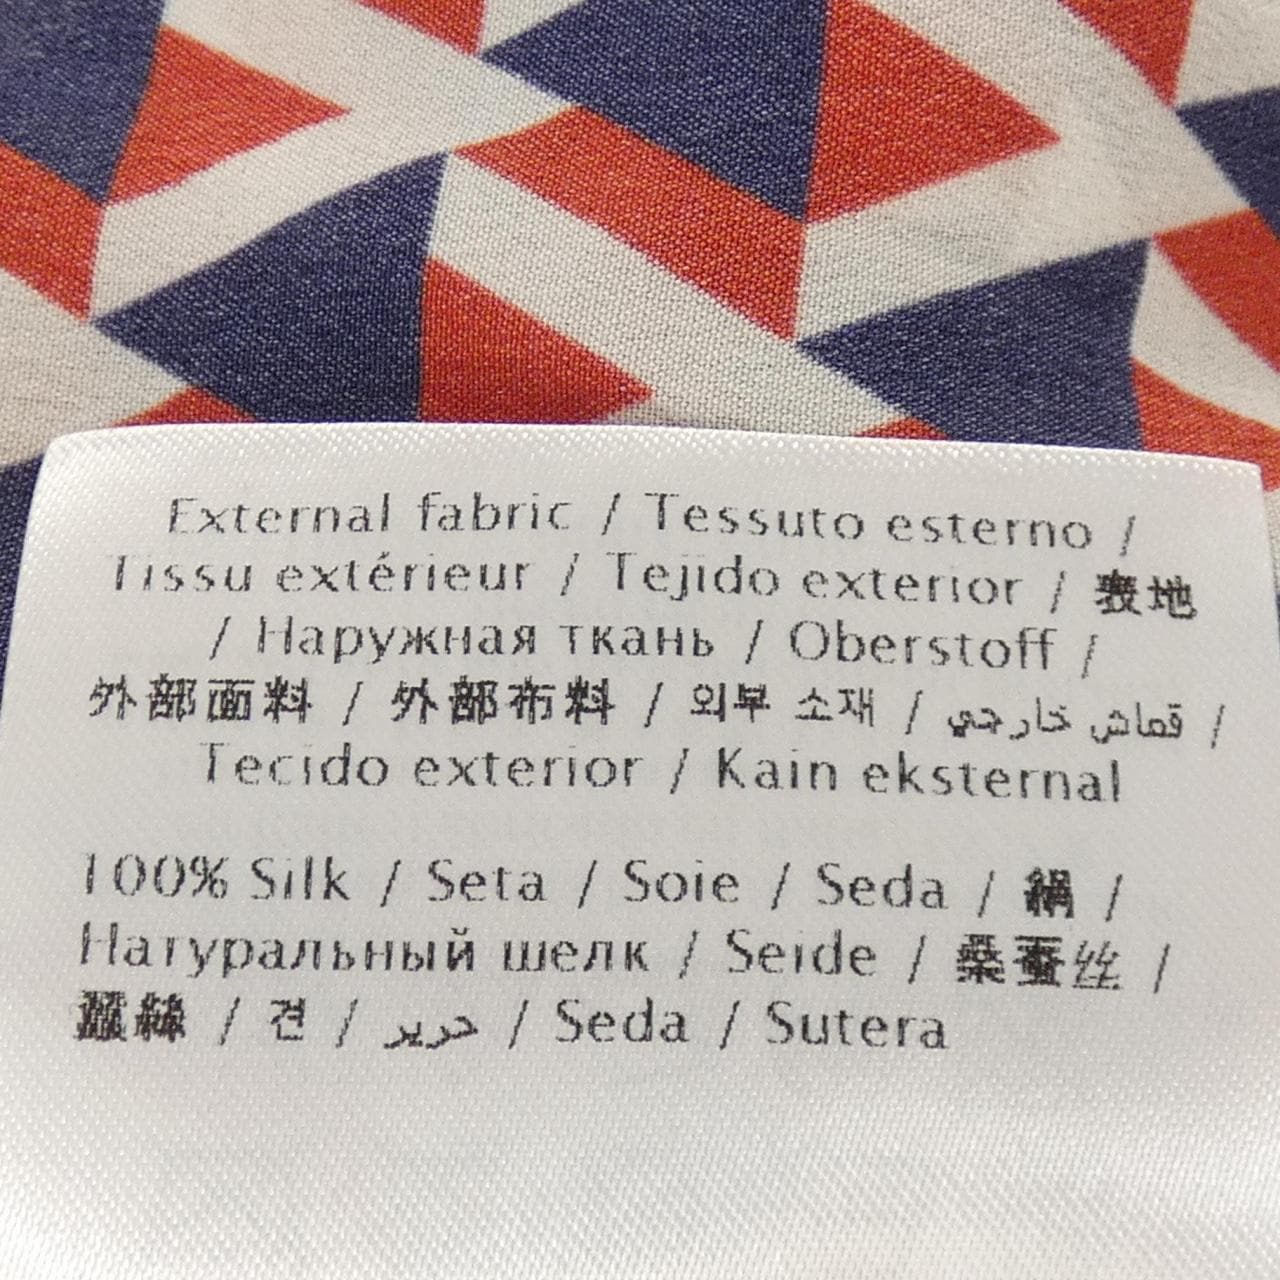 External fabric / Tessuto esterno /
Tissu extérieur / Tejido exterior / 表地
/ Наружная ткань / Oberstoff /
外部面料 / 外部布料 / 외부 소재 / قماش خارجي /
Tecido exterior / Kain eksternal
100% Silk / Seta / Soie / Seda / 絹 /
Натуральный шелк / Seide / 桑蚕丝 /
蠶絲 / 견 / حرير / Seda / Sutera